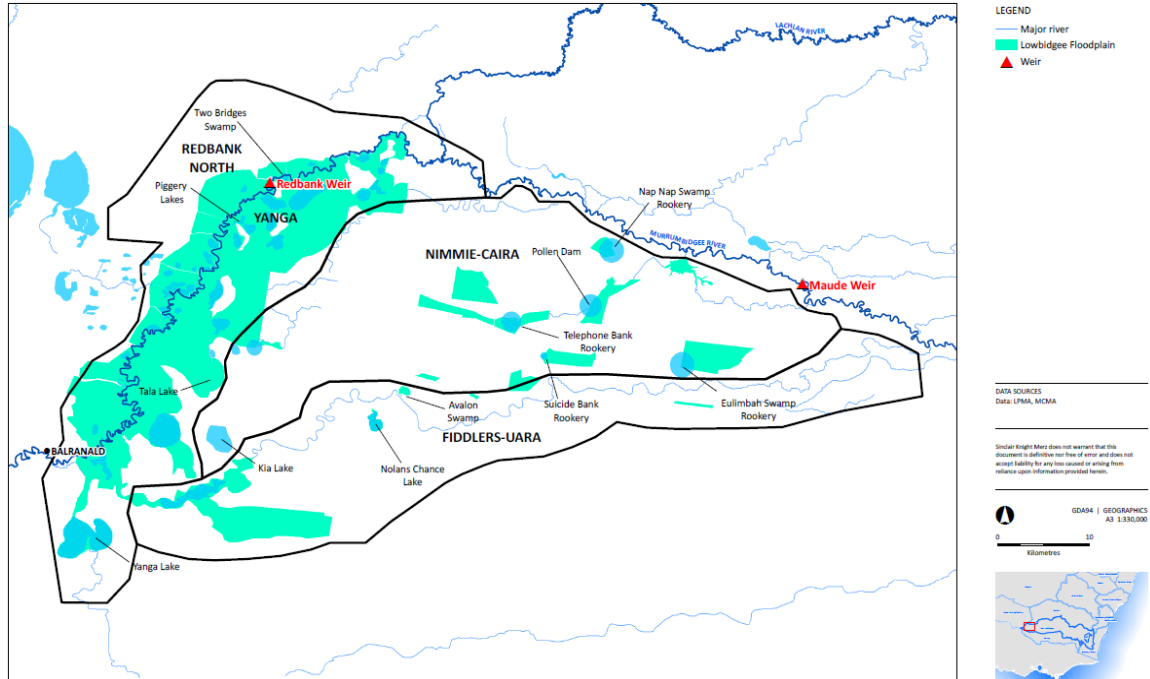 LACHLAN RIVER
Two Bridges
Swamp
REDBANK
NORTH
Piggery
Lakes
Redbank Weir
YANGA
Nap Nap Swamp
Rookery
MURRUMBIDGEE RIVER
NIMMIE-CAIRA
Pollen Dam
Maude Weir
Telephone Bank
Rookery
Tala Lake
Avalon
Swamp
Suicide Bank
Rookery
Eulimbah Swamp
Rookery
FIDDLERS-UARA
BALRANALD
Kia Lake
Nolans Chance
Lake
Yanga Lake
LEGEND
Major river
Lowbidgee Floodplain
Weir
DATA SOURCES
Data: LPMA, MCMA
Sinclair Knight Merz does not warrant that this
document is definitive nor free of error and does not
accept liability for any loss caused or arising from
reliance upon information provided herein.
GDA94 | GEOGRAPHICS
A3 1:330,000
0 10
Kilometres